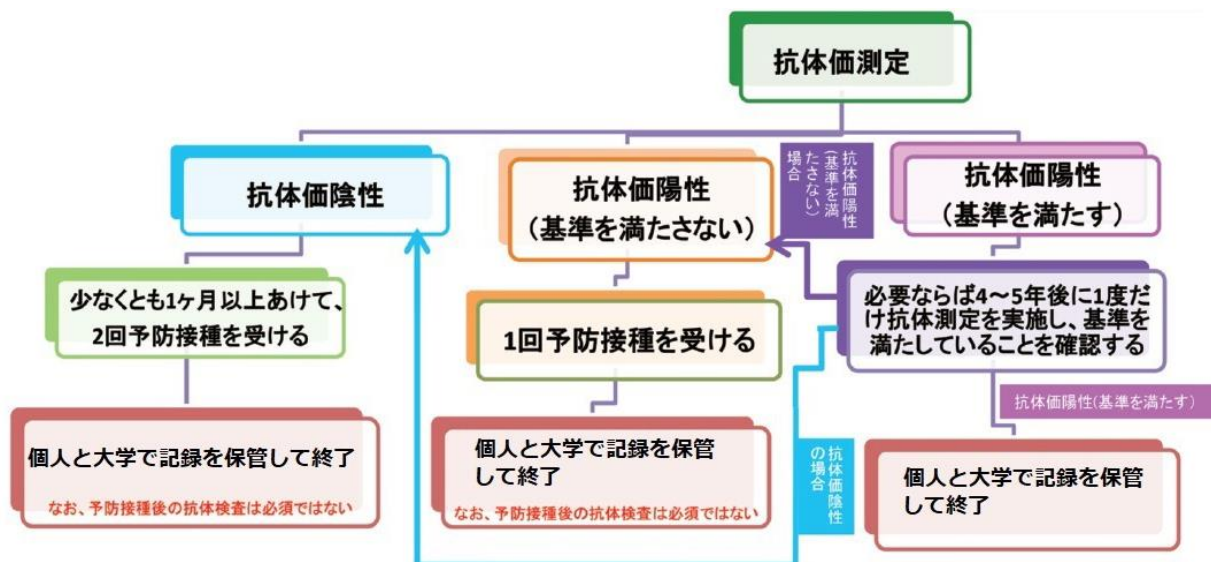 抗体価測定
抗体価陰性
抗体価陽性
(基準を満たさない)
抗体価陽性
(基準を満
たさない)
場合
抗体価陽性
(基準を満たす)
少なくとも1ヶ月以上あけて、
2回予防接種を受ける
1回予防接種を受ける
必要ならば4〜5年後に1度だ
け抗体測定を実施し、基準を
満たしていることを確認する
抗体価陽性(基準を満たす)
個人と大学で記録を保管して終了
なお、予防接種後の抗体検査は必須ではない
個人と大学で記録を保管
して終了
なお、予防接種後の抗体検査は必須ではない
抗体価陰性
の場合
個人と大学で記録を保管
して終了